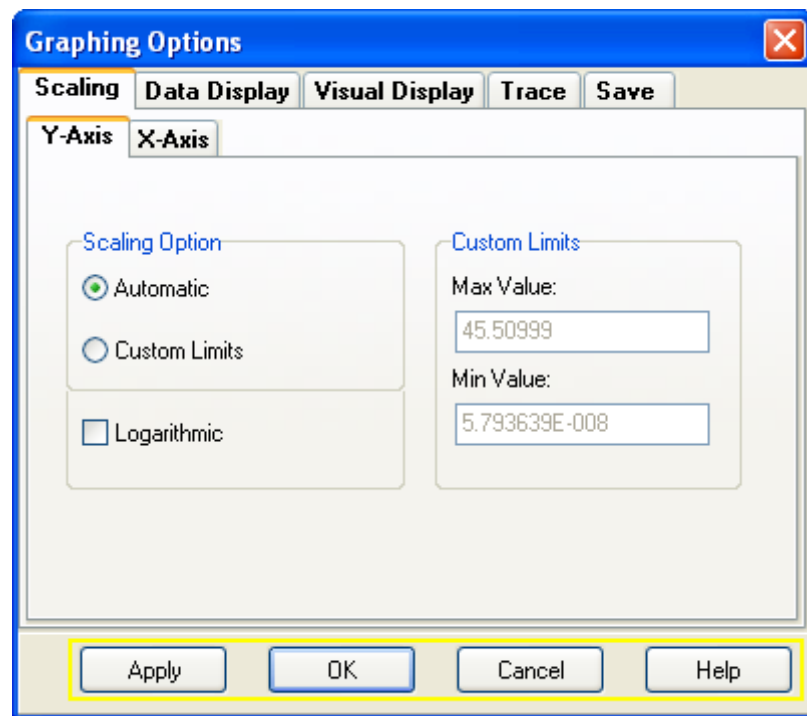 Graphing Options
Scaling Data Display Visual Display Trace Save
Y-Axis X-Axis
Scaling Option
Automatic
Custom Limits
Logarithmic
Custom Limits
Max Value:
45.50999
Min Value:
5.793639E-008
Apply OK Cancel Help